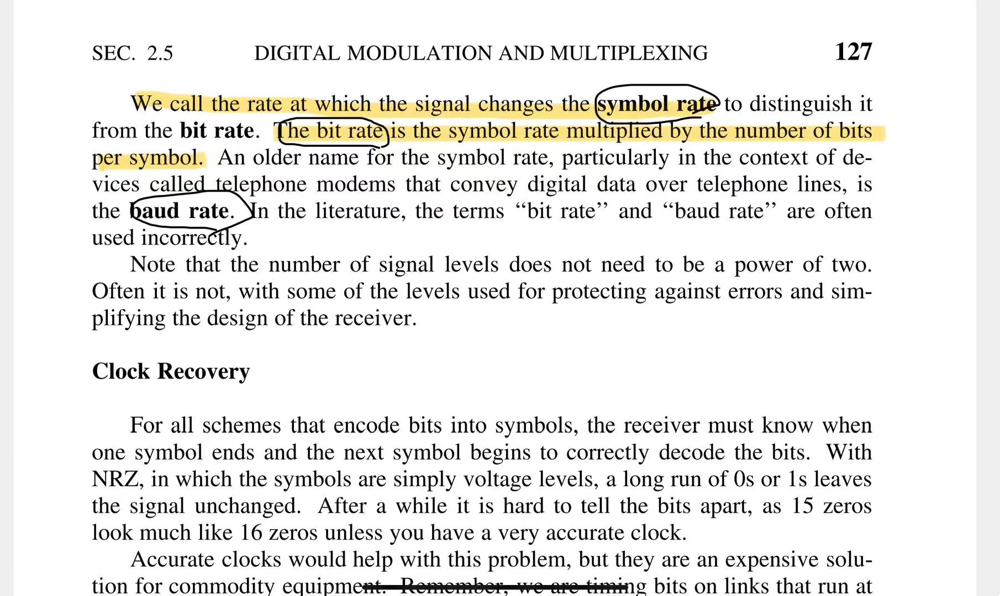 SEC. 2.5 DIGITAL MODULATION AND MULTIPLEXING 127
We call the rate at which the signal changes the symbol rate to distinguish it
from the bit rate. The bit rate is the symbol rate multiplied by the number of bits
per symbol. An older name for the symbol rate, particularly in the context of de-
vices called telephone modems that convey digital data over telephone lines, is
the baud rate. In the literature, the terms ‘‘bit rate’’ and ‘‘baud rate’’ are often
used incorrectly.
Note that the number of signal levels does not need to be a power of two.
Often it is not, with some of the levels used for protecting against errors and sim-
plifying the design of the receiver.
Clock Recovery
For all schemes that encode bits into symbols, the receiver must know when
one symbol ends and the next symbol begins to correctly decode the bits. With
NRZ, in which the symbols are simply voltage levels, a long run of 0s or 1s leaves
the signal unchanged. After a while it is hard to tell the bits apart, as 15 zeros
look much like 16 zeros unless you have a very accurate clock.
Accurate clocks would help with this problem, but they are an expensive solu-
tion for commodity equipment. Remember, we are timing bits on links that run at